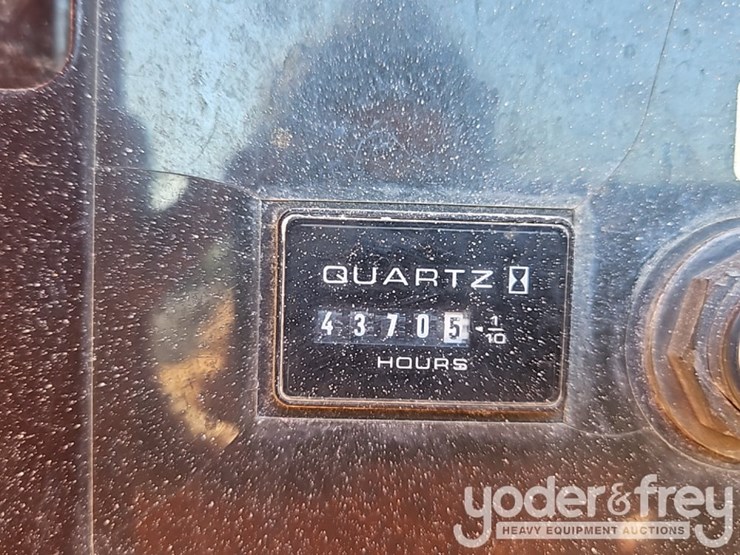 QUARTZ
43705 1/10
HOURS
yoder&frey
HEAVY EQUIPMENT AUCTIONS